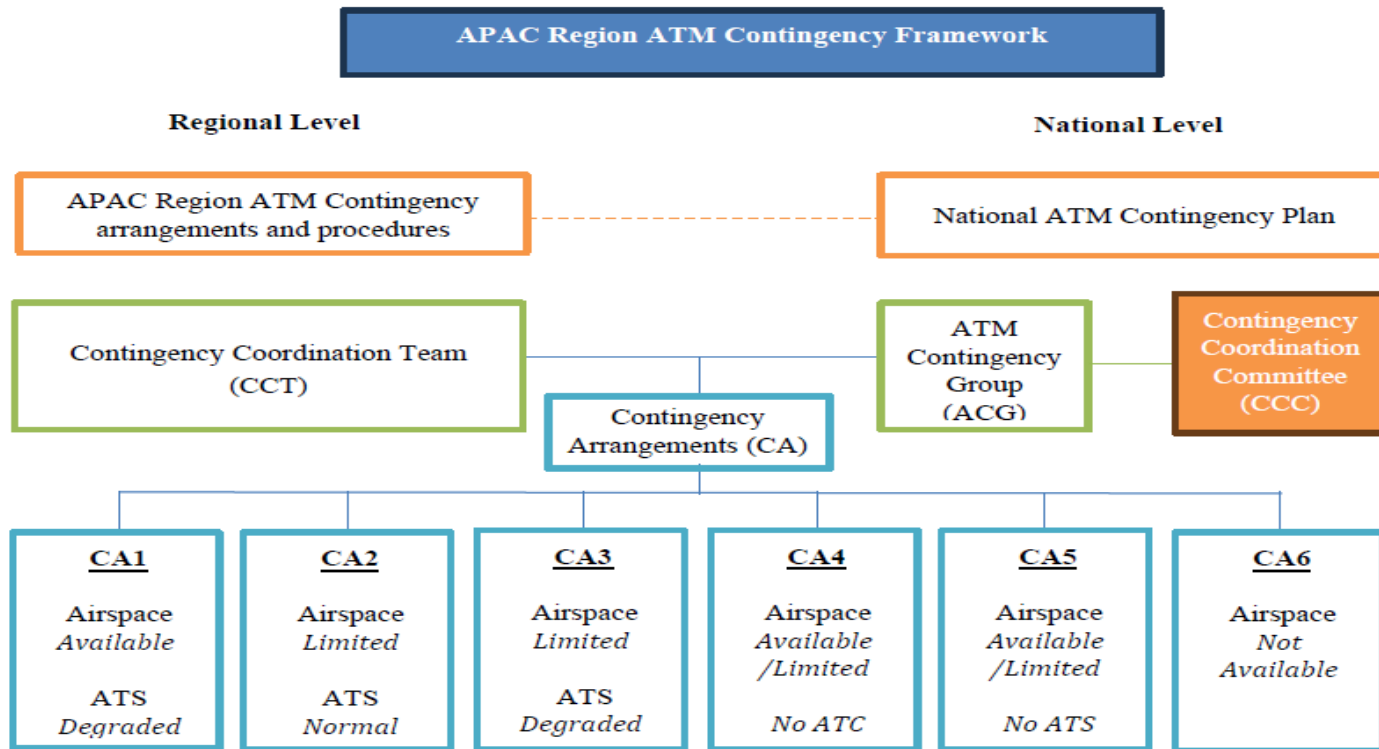 APAC Region ATM Contingency Framework
Regional Level
National Level
APAC Region ATM Contingency
arrangements and procedures
National ATM Contingency Plan
Contingency Coordination Team
(CCT)
ATM
Contingency
Group
(ACG)
Contingency
Coordination
Committee
(CCC)
Contingency
Arrangements (CA)
CA1
Airspace
Available
ATS
Degraded
CA2
Airspace
Limited
ATS
Normal
CA3
Airspace
Limited
ATS
Degraded
CA4
Airspace
Available
/Limited
No ATC
CA5
Airspace
Available
/Limited
No ATS
CA6
Airspace
Not
Available